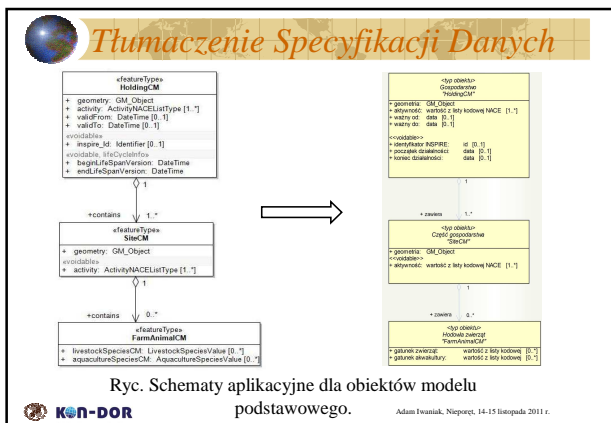 Tłumaczenie Specyfikacji Danych
«featureType»
HoldingCM
+ geometry: GM_Object
+ activity: ActivityNACEListType [1..*]
+ validFrom: DateTime [0..1]
+ validTo: DateTime [0..1]
«voidable»
+ inspire_Id: Identifier [0..1]
«voidable, lifeCycleInfo»
+ beginLifeSpanVersion: DateTime
+ endLifeSpanVersion: DateTime
1
+contains 1..*
«featureType»
SiteCM
+ geometry: GM_Object
«voidable»
+ activity: ActivityNACEListType [1..*]
1
+contains 0..*
«featureType»
FarmAnimalCM
+ livestockSpeciesCM: LivestockSpeciesValue [0..*]
+ aquacultureSpeciesCM: AquacultureSpeciesValue [0..*]
<typ obiektu>
Gospodarstwo
"HoldingCM"
+ geometria: GM_Object
+ aktywność: wartość z listy kodowej NACE [1..*]
+ ważny od: data [0..1]
+ ważny do: data [0..1]
<<voidable>>
+ identyfikator INSPIRE: id [0..1]
+ początek działalności: data [0..1]
+ koniec działalności: data [0..1]
1
+ zawiera 1..*
<typ obiektu>
Część gospodarstwa
"SiteCM"
+ geometria: GM_Object
<<voidable>>
+ aktywność: wartość z listy kodowej NACE [1..*]
1
+ zawiera 0..*
<typ obiektu>
Hodowla zwierząt
"FarmAnimalCM"
+ gatunek zwierząt: wartość z listy kodowej [0..*]
+ gatunek akwakultury: wartość z listy kodowej [0..*]
Ryc. Schematy aplikacyjne dla obiektów modelu
podstawowego.
KON-DOR
Adam Iwaniak, Nieporęt, 14-15 listopada 2011 r.